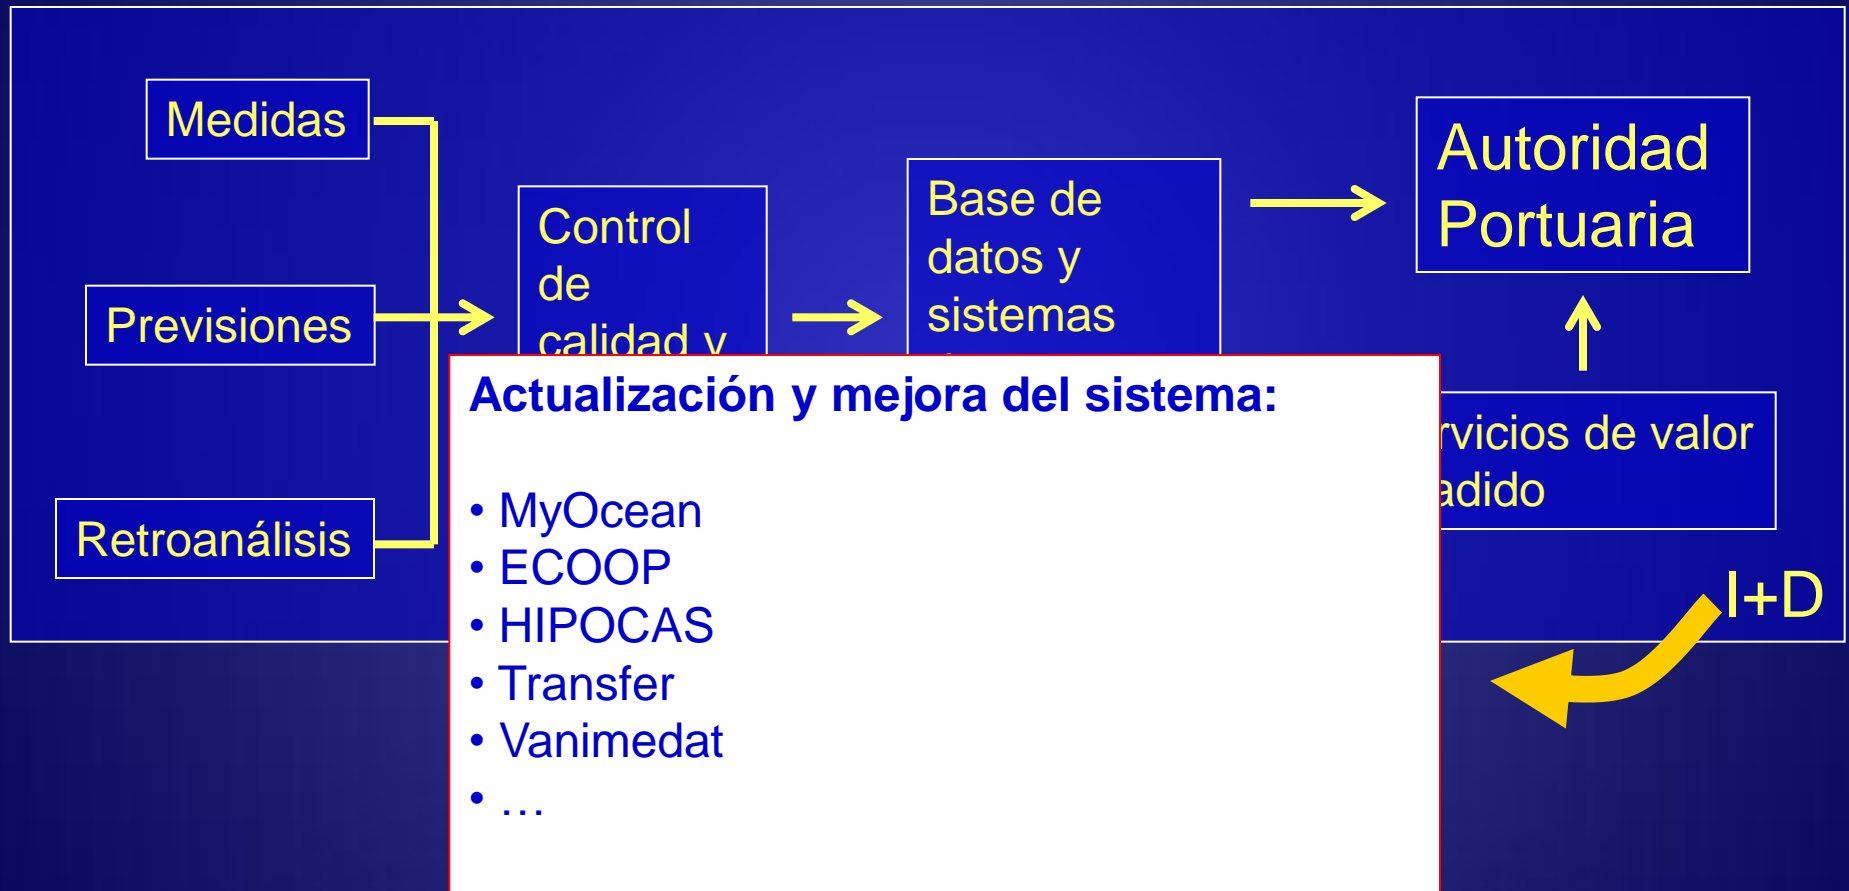 Medidas
Previsiones
Retroanálisis
Control
de
calidad y
Base de
datos y
sistemas
Autoridad
Portuaria
rvicios de valor
adido
I+D
Actualización y mejora del sistema:
• MyOcean
• ECOOP
• HIPOCAS
• Transfer
• Vanimedat
• …